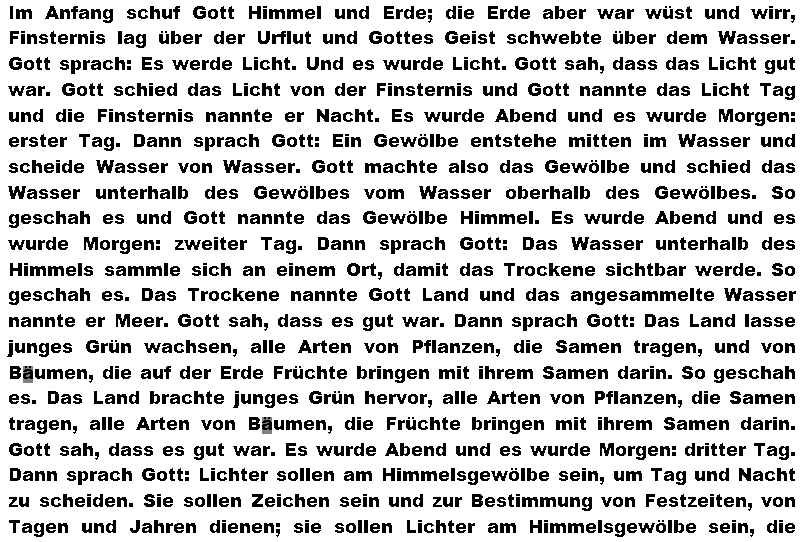 Im Anfang schuf Gott Himmel und Erde; die Erde aber war wüst und wirr,
Finsternis lag über der Urflut und Gottes Geist schwebte über dem Wasser.
Gott sprach: Es werde Licht. Und es wurde Licht. Gott sah, dass das Licht gut
war. Gott schied das Licht von der Finsternis und Gott nannte das Licht Tag
und die Finsternis nannte er Nacht. Es wurde Abend und es wurde Morgen:
erster Tag. Dann sprach Gott: Ein Gewölbe entstehe mitten im Wasser und
scheide Wasser von Wasser. Gott machte also das Gewölbe und schied das
Wasser unterhalb des Gewölbes vom Wasser oberhalb des Gewölbes. So
geschah es und Gott nannte das Gewölbe Himmel. Es wurde Abend und es
wurde Morgen: zweiter Tag. Dann sprach Gott: Das Wasser unterhalb des
Himmels sammle sich an einem Ort, damit das Trockene sichtbar werde. So
geschah es. Das Trockene nannte Gott Land und das angesammelte Wasser
nannte er Meer. Gott sah, dass es gut war. Dann sprach Gott: Das Land lasse
junges Grün wachsen, alle Arten von Pflanzen, die Samen tragen, und von
Bäumen, die auf der Erde Früchte bringen mit ihrem Samen darin. So geschah
es. Das Land brachte junges Grün hervor, alle Arten von Pflanzen, die Samen
tragen, alle Arten von Bäumen, die Früchte bringen mit ihrem Samen darin.
Gott sah, dass es gut war. Es wurde Abend und es wurde Morgen: dritter Tag.
Dann sprach Gott: Lichter sollen am Himmelsgewölbe sein, um Tag und Nacht
zu scheiden. Sie sollen Zeichen sein und zur Bestimmung von Festzeiten, von
Tagen und Jahren dienen; sie sollen Lichter am Himmelsgewölbe sein, die